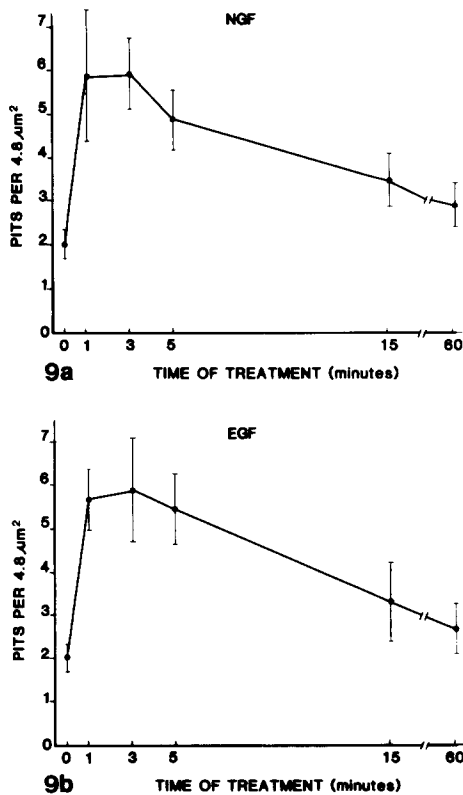 NGF
7
6
5
4
3
2
1
0
PITS PER 4.8 µm²
0 1 3 5 15 60
9a TIME OF TREATMENT (minutes)
EGF
7
6
5
4
3
2
1
0
PITS PER 4.8 µm²
0 1 3 5 15 60
9b TIME OF TREATMENT (minutes)